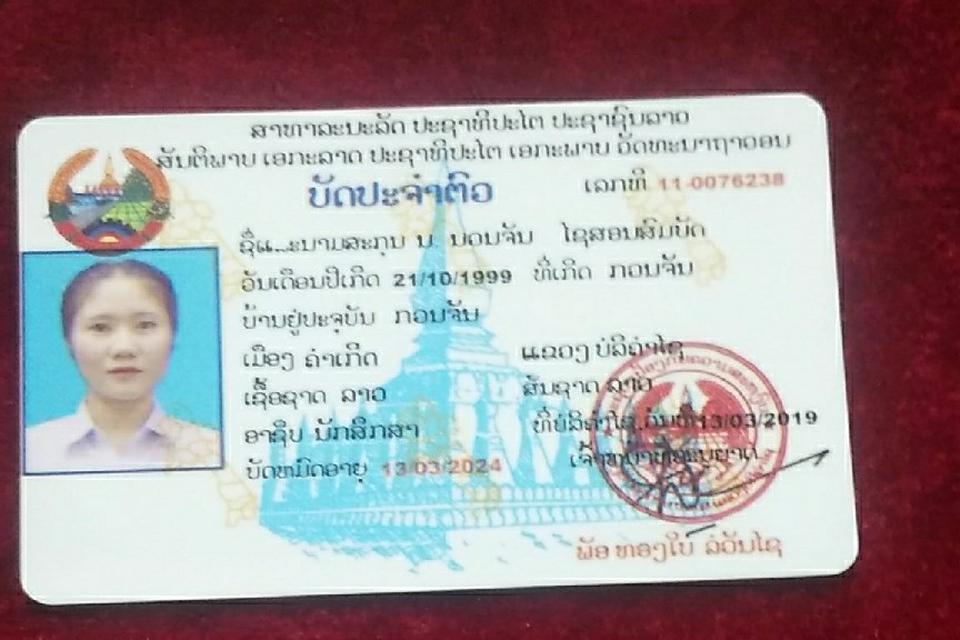 ສາທາລະນະລັດ ປະຊາທິປະໄຕ ປະຊາຊົນລາວ
ສັນຕິພາບ ເອກະລາດ ປະຊາທິປະໄຕ ເອກະພາບ ວັດທະນາຖາວອນ
ບັດປະຈຳຕົວ
ເລກທີ 11-0076238
ຊື່ແ...ະນາມສະກຸນ ນ. ນອນຈັນ ໄຊສອນສົມບັດ
ວັນເດືອນປີເກີດ 21/10/1999 ທີ່ເກີດ ກອນຈັນ
ບ້ານຢູ່ປະຈຸບັນ ກອນຈັນ
ເມືອງ ຄຳເກີດ ແຂວງ ບໍລິຄຳໄຊ
ເຊື້ອຊາດ ລາວ ສັນຊາດ ລາວ
ອາຊີບ ນັກສຶກສາ ທີ່ບໍລິຄຳໄຊ..ວັນທີ 13/03/2019
ບັດຫມົດອາຍຸ 13/03/2024 ເຈົ້າຫນ້າທີ່
ພັອ ທອງໃບ ລໍວັນໄຊ